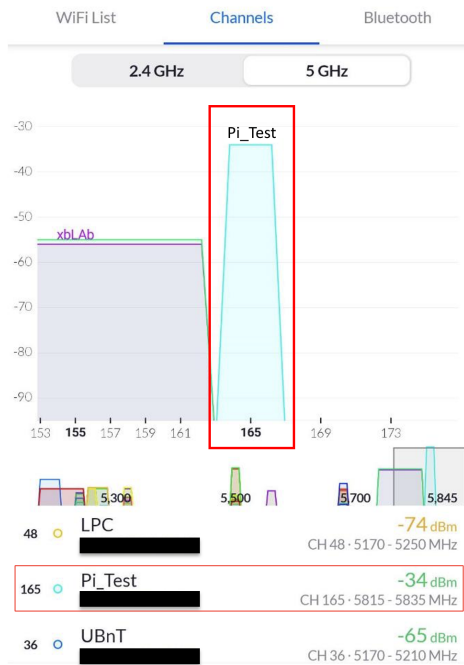 WiFi List Channels Bluetooth
2.4 GHz 5 GHz
-30
Pi_Test
-40
-50
xbLAb
-60
-70
-80
-90
153 155 157 159 161 165 169 173
5,300 5,500 5,700 5,845
48 LPC -74 dBm
CH 48 · 5170 - 5250 MHz
165 Pi_Test -34 dBm
CH 165 · 5815 - 5835 MHz
36 UBnT -65 dBm
CH 36 · 5170 - 5210 MHz